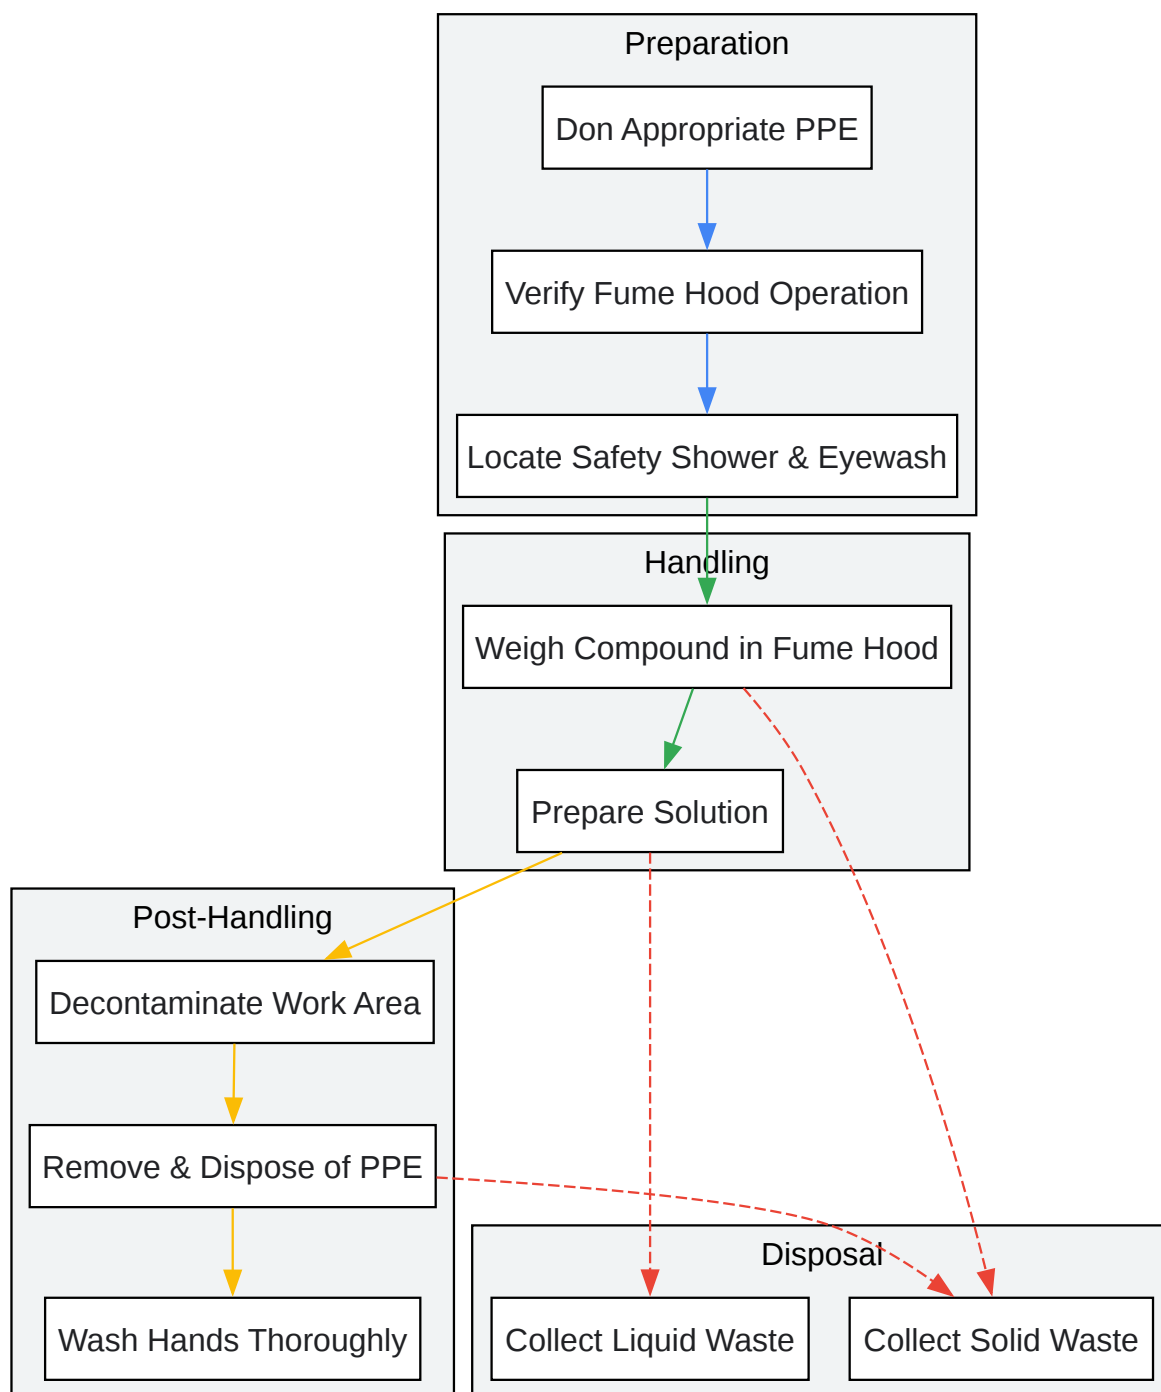 Preparation
Don Appropriate PPE
Verify Fume Hood Operation
Locate Safety Shower & Eyewash
Handling
Weigh Compound in Fume Hood
Prepare Solution
Post-Handling
Decontaminate Work Area
Remove & Dispose of PPE
Wash Hands Thoroughly
Disposal
Collect Liquid Waste
Collect Solid Waste